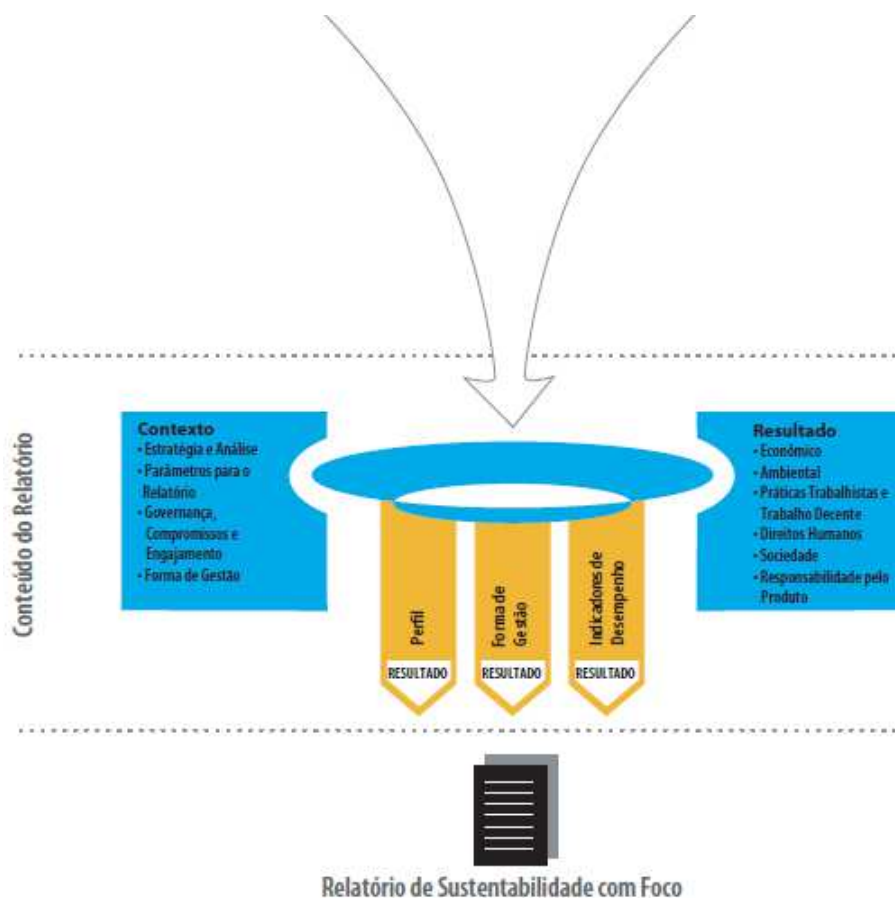 Conteúdo do Relatório
Contexto
• Estratégia e Análise
• Parâmetros para o
Relatório
• Governança,
Compromissos e
Engajamento
• Forma de Gestão
Perfil
RESULTADO
Forma de
Gestão
RESULTADO
Indicadores de
Desempenho
RESULTADO
Resultado
• Econômico
• Ambiental
• Práticas Trabalhistas e
Trabalho Decente
• Direitos Humanos
• Sociedade
• Responsabilidade pelo
Produto
Relatório de Sustentabilidade com Foco